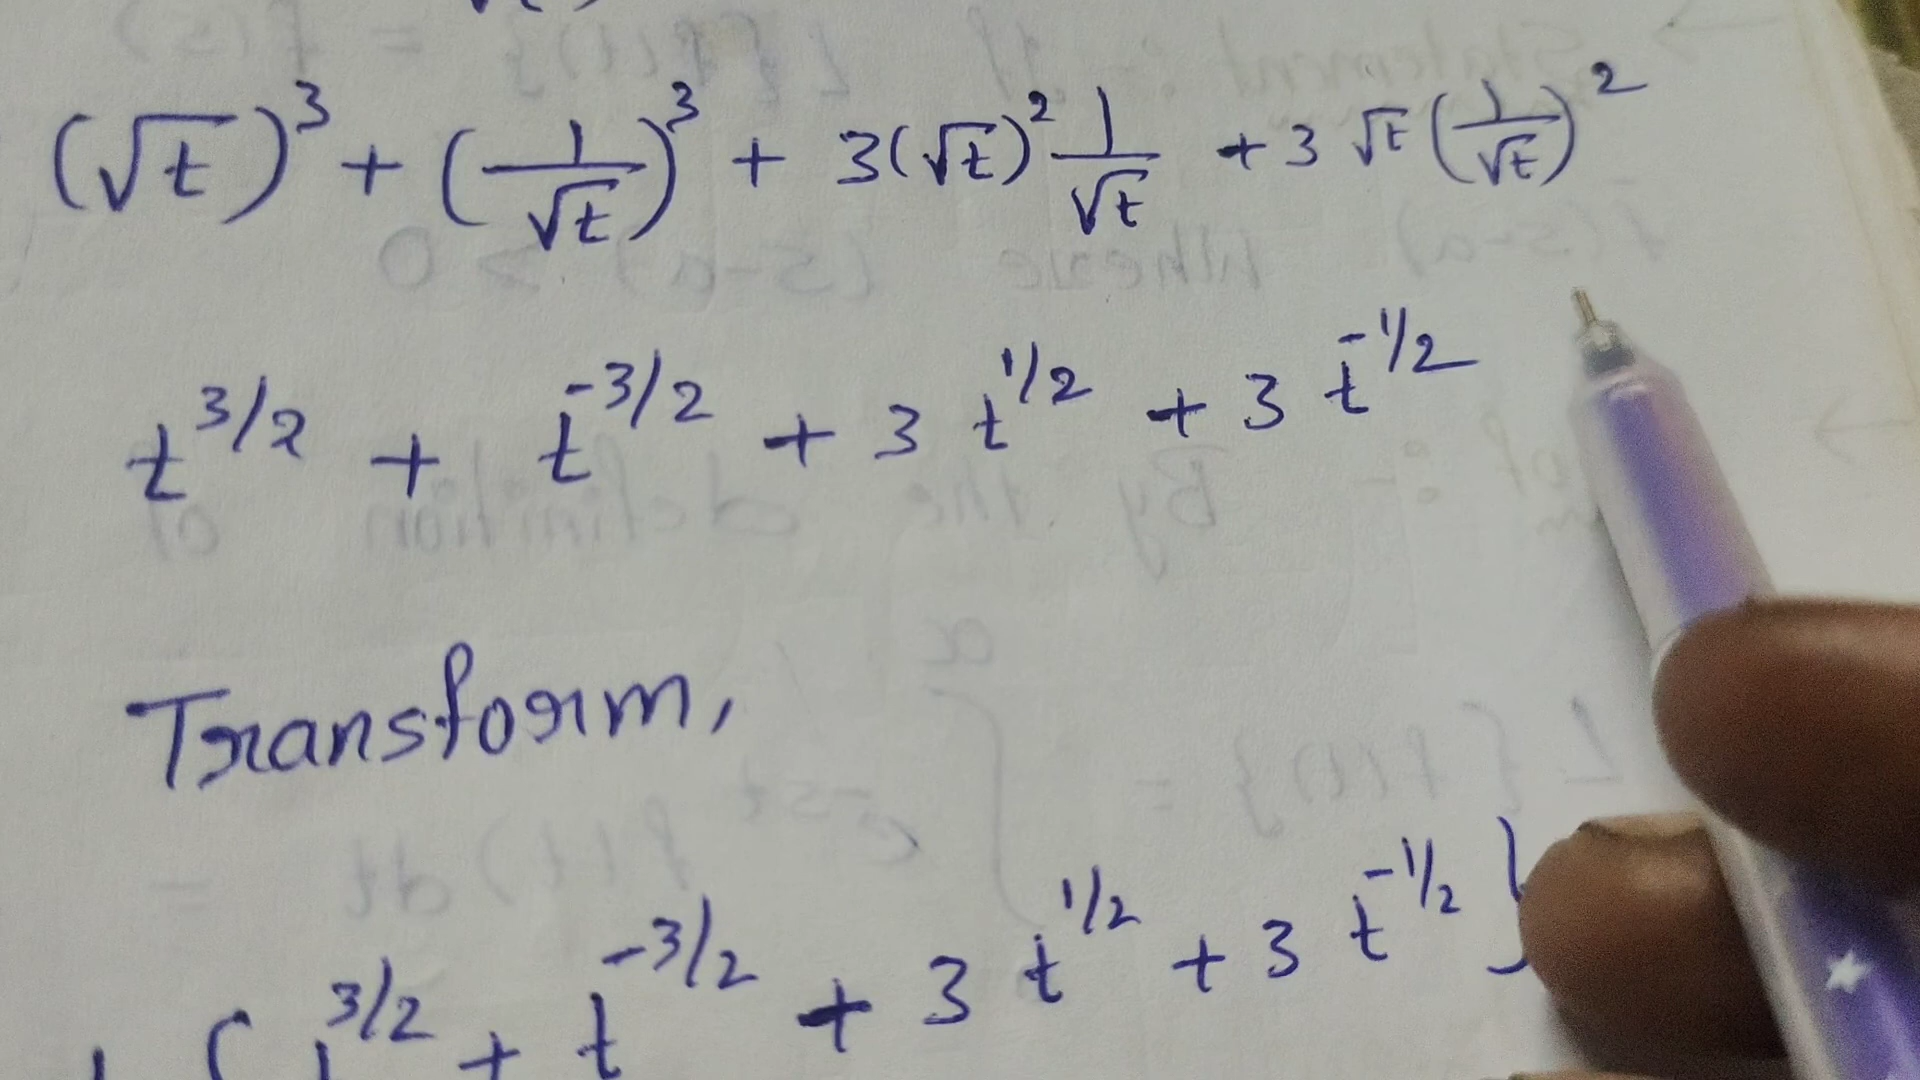 (√t)³ + (1/√t)³ + 3(√t)² 1/√t + 3 √t (1/√t)²
t^3/2 + t^-3/2 + 3 t^1/2 + 3 t^-1/2
Transform,
t^3/2 + t^-3/2 + 3 t^1/2 + 3 t^-1/2}